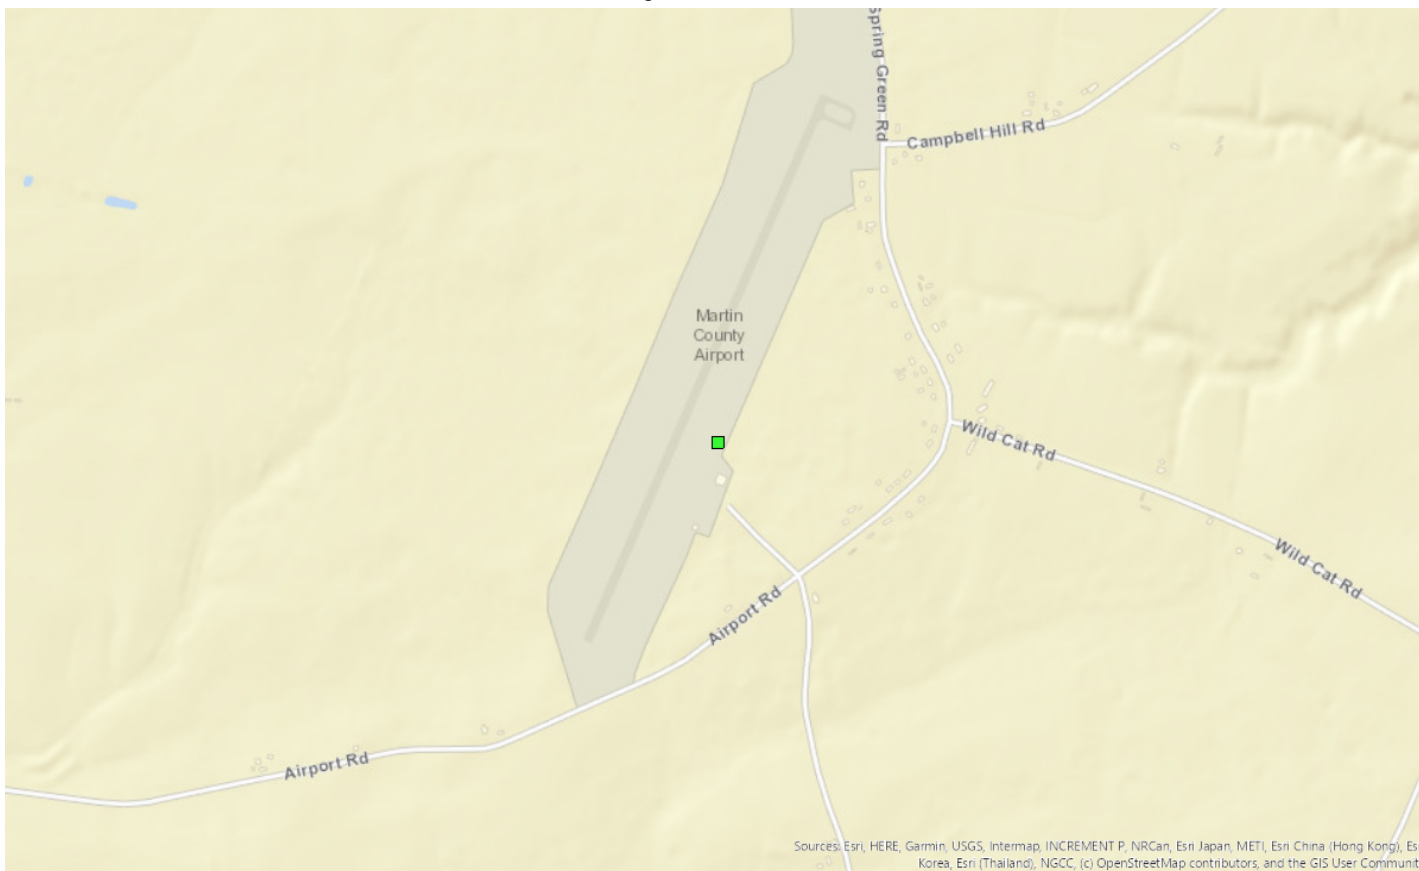 Spring Green Rd
Campbell Hill Rd
Martin
County
Airport
Wild Cat Rd
Wild Cat Rd
Airport Rd
Airport Rd
Sources: Esri, HERE, Garmin, USGS, Intermap, INCREMENT P, NRCan, Esri Japan, METI, Esri China (Hong Kong),
Korea, Esri (Thailand), NGCC, (c) OpenStreetMap contributors, and the GIS User